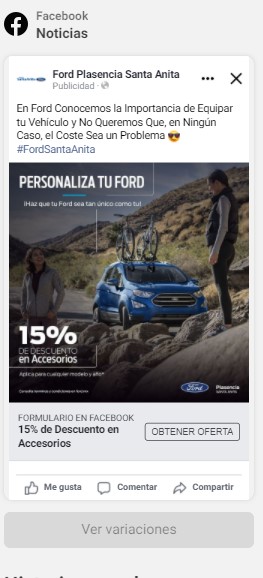 Facebook
Noticias
Ford Plasencia Santa Anita
Publicidad ·
En Ford Conocemos la Importancia de Equipar
tu Vehículo y No Queremos Que, en Ningún
Caso, el Coste Sea un Problema 😎
#FordSantaAnita
PERSONALIZA TU FORD
¡Haz que tu Ford sea tan único como tú!
15%
DE DESCUENTO
en Accesorios
Aplica para cualquier modelo y año*
Ford
Plasencia
FORMULARIO EN FACEBOOK
15% de Descuento en
Accesorios
OBTENER OFERTA
Me gusta
Comentar
Compartir
Ver variaciones